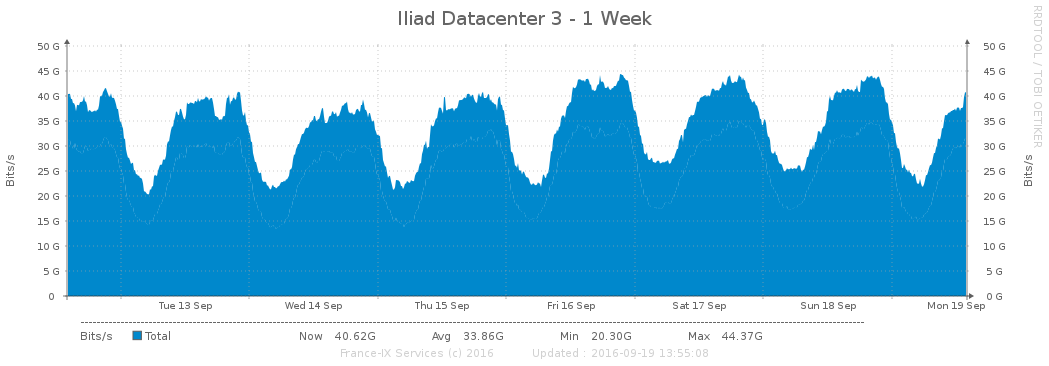 Iliad Datacenter 3 - 1 Week
RRDTOOL / TOBI OETIKER
Bits/s
50 G
45 G
40 G
35 G
30 G
25 G
20 G
15 G
10 G
5 G
0
50 G
45 G
40 G
35 G
30 G
25 G
20 G
15 G
10 G
5 G
0 G
Bits/s
Tue 13 Sep Wed 14 Sep Thu 15 Sep Fri 16 Sep Sat 17 Sep Sun 18 Sep Mon 19 Sep
Bits/s Total Now 40.62G Avg 33.86G Min 20.30G Max 44.37G
France-IX Services (c) 2016 Updated : 2016-09-19 13:55:08